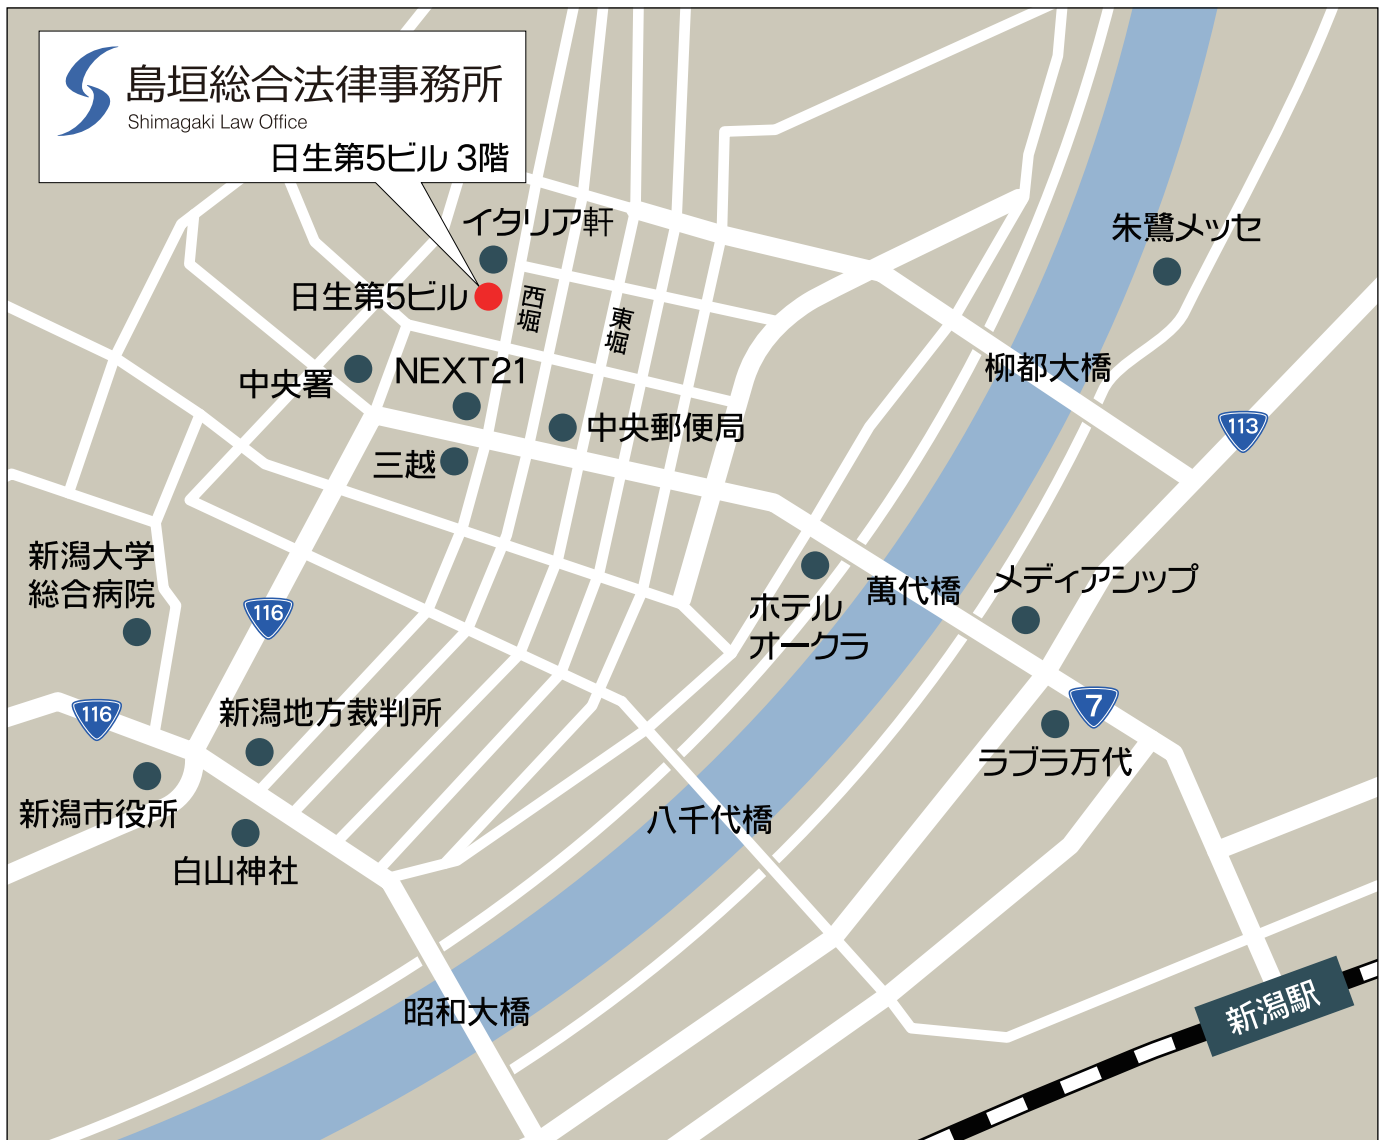 島垣総合法律事務所
Shimagaki Law Office
日生第5ビル 3階
イタリア軒
朱鷺メッセ
日生第5ビル
西堀
東堀
中央署
NEXT21
柳都大橋
中央郵便局
113
三越
新潟大学
総合病院
116
ホテル
オークラ
萬代橋
メディアシップ
116
新潟地方裁判所
7
ラブラ万代
新潟市役所
八千代橋
白山神社
昭和大橋
新潟駅